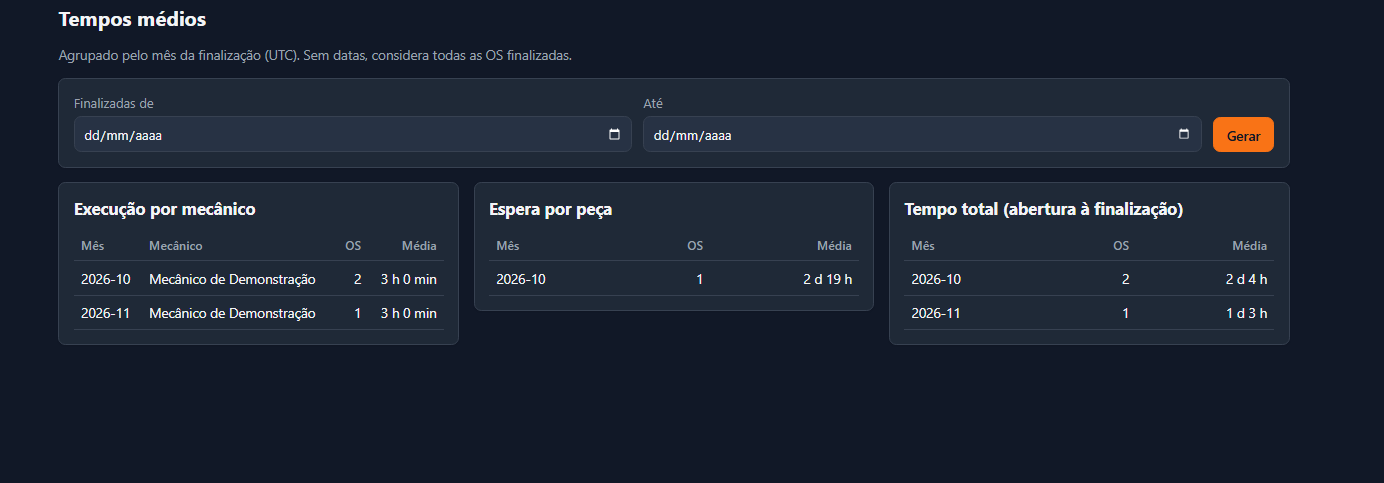 Tempos médios
Agrupado pelo mês da finalização (UTC). Sem datas, considera todas as OS finalizadas.
Finalizadas de
Até
dd/mm/aaaa
dd/mm/aaaa
Gerar
Execução por mecânico
Mês Mecânico OS Média
2026-10 Mecânico de Demonstração 2 3 h 0 min
2026-11 Mecânico de Demonstração 1 3 h 0 min
Espera por peça
Mês OS Média
2026-10 1 2 d 19 h
Tempo total (abertura à finalização)
Mês OS Média
2026-10 2 2 d 4 h
2026-11 1 1 d 3 h